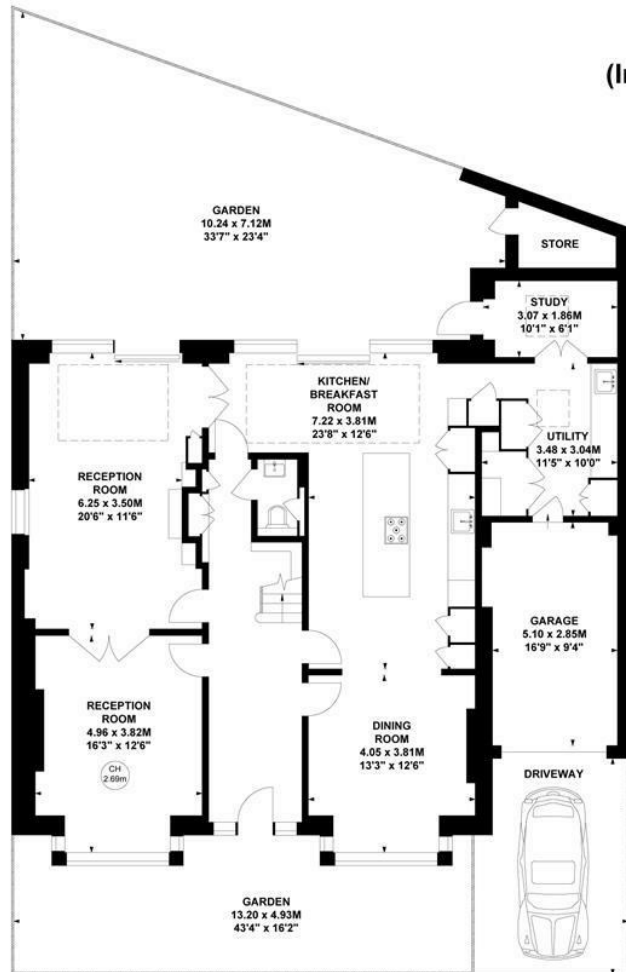 (I
GARDEN
10.24 x 7.12M
33'7" x 23'4"
STORE
STUDY
3.07 x 1.86M
10'1" x 6'1"
KITCHEN/
BREAKFAST
ROOM
7.22 x 3.81M
23'8" x 12'6"
UTILITY
3.48 x 3.04M
11'5" x 10'0"
RECEPTION
ROOM
6.25 x 3.50M
20'6" x 11'6"
GARAGE
5.10 x 2.85M
16'9" x 9'4"
RECEPTION
ROOM
4.96 x 3.82M
16'3" x 12'6"
CH
2.69m
DINING
ROOM
4.05 x 3.81M
13'3" x 12'6"
DRIVEWAY
GARDEN
13.20 x 4.93M
43'4" x 16'2"